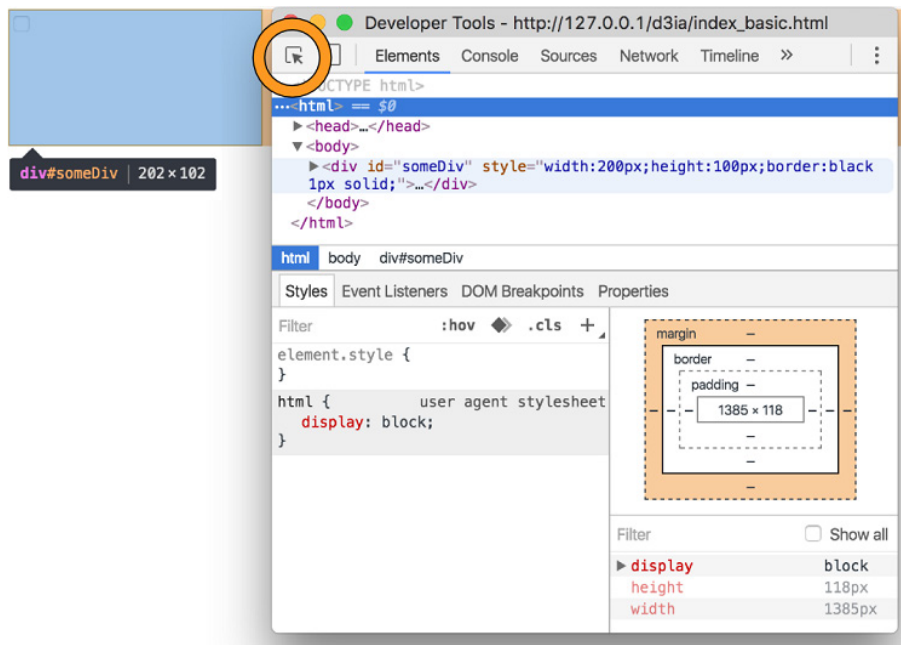 Developer Tools - http://127.0.0.1/d3ia/index_basic.html
Elements Console Sources Network Timeline »
OCTYPE html>
…<html> == $0
▶<head>…</head>
▼<body>
▶<div id="someDiv" style="width:200px;height:100px;border:black
1px solid;">…</div>
</body>
</html>
div#someDiv 202 × 102
html body div#someDiv
Styles Event Listeners DOM Breakpoints Properties
Filter :hov .cls +
element.style {
}
html { user agent stylesheet
display: block;
}
margin –
border –
padding –
– – – 1385 × 118 – – –
–
–
–
Filter Show all
▶ display block
height 118px
width 1385px